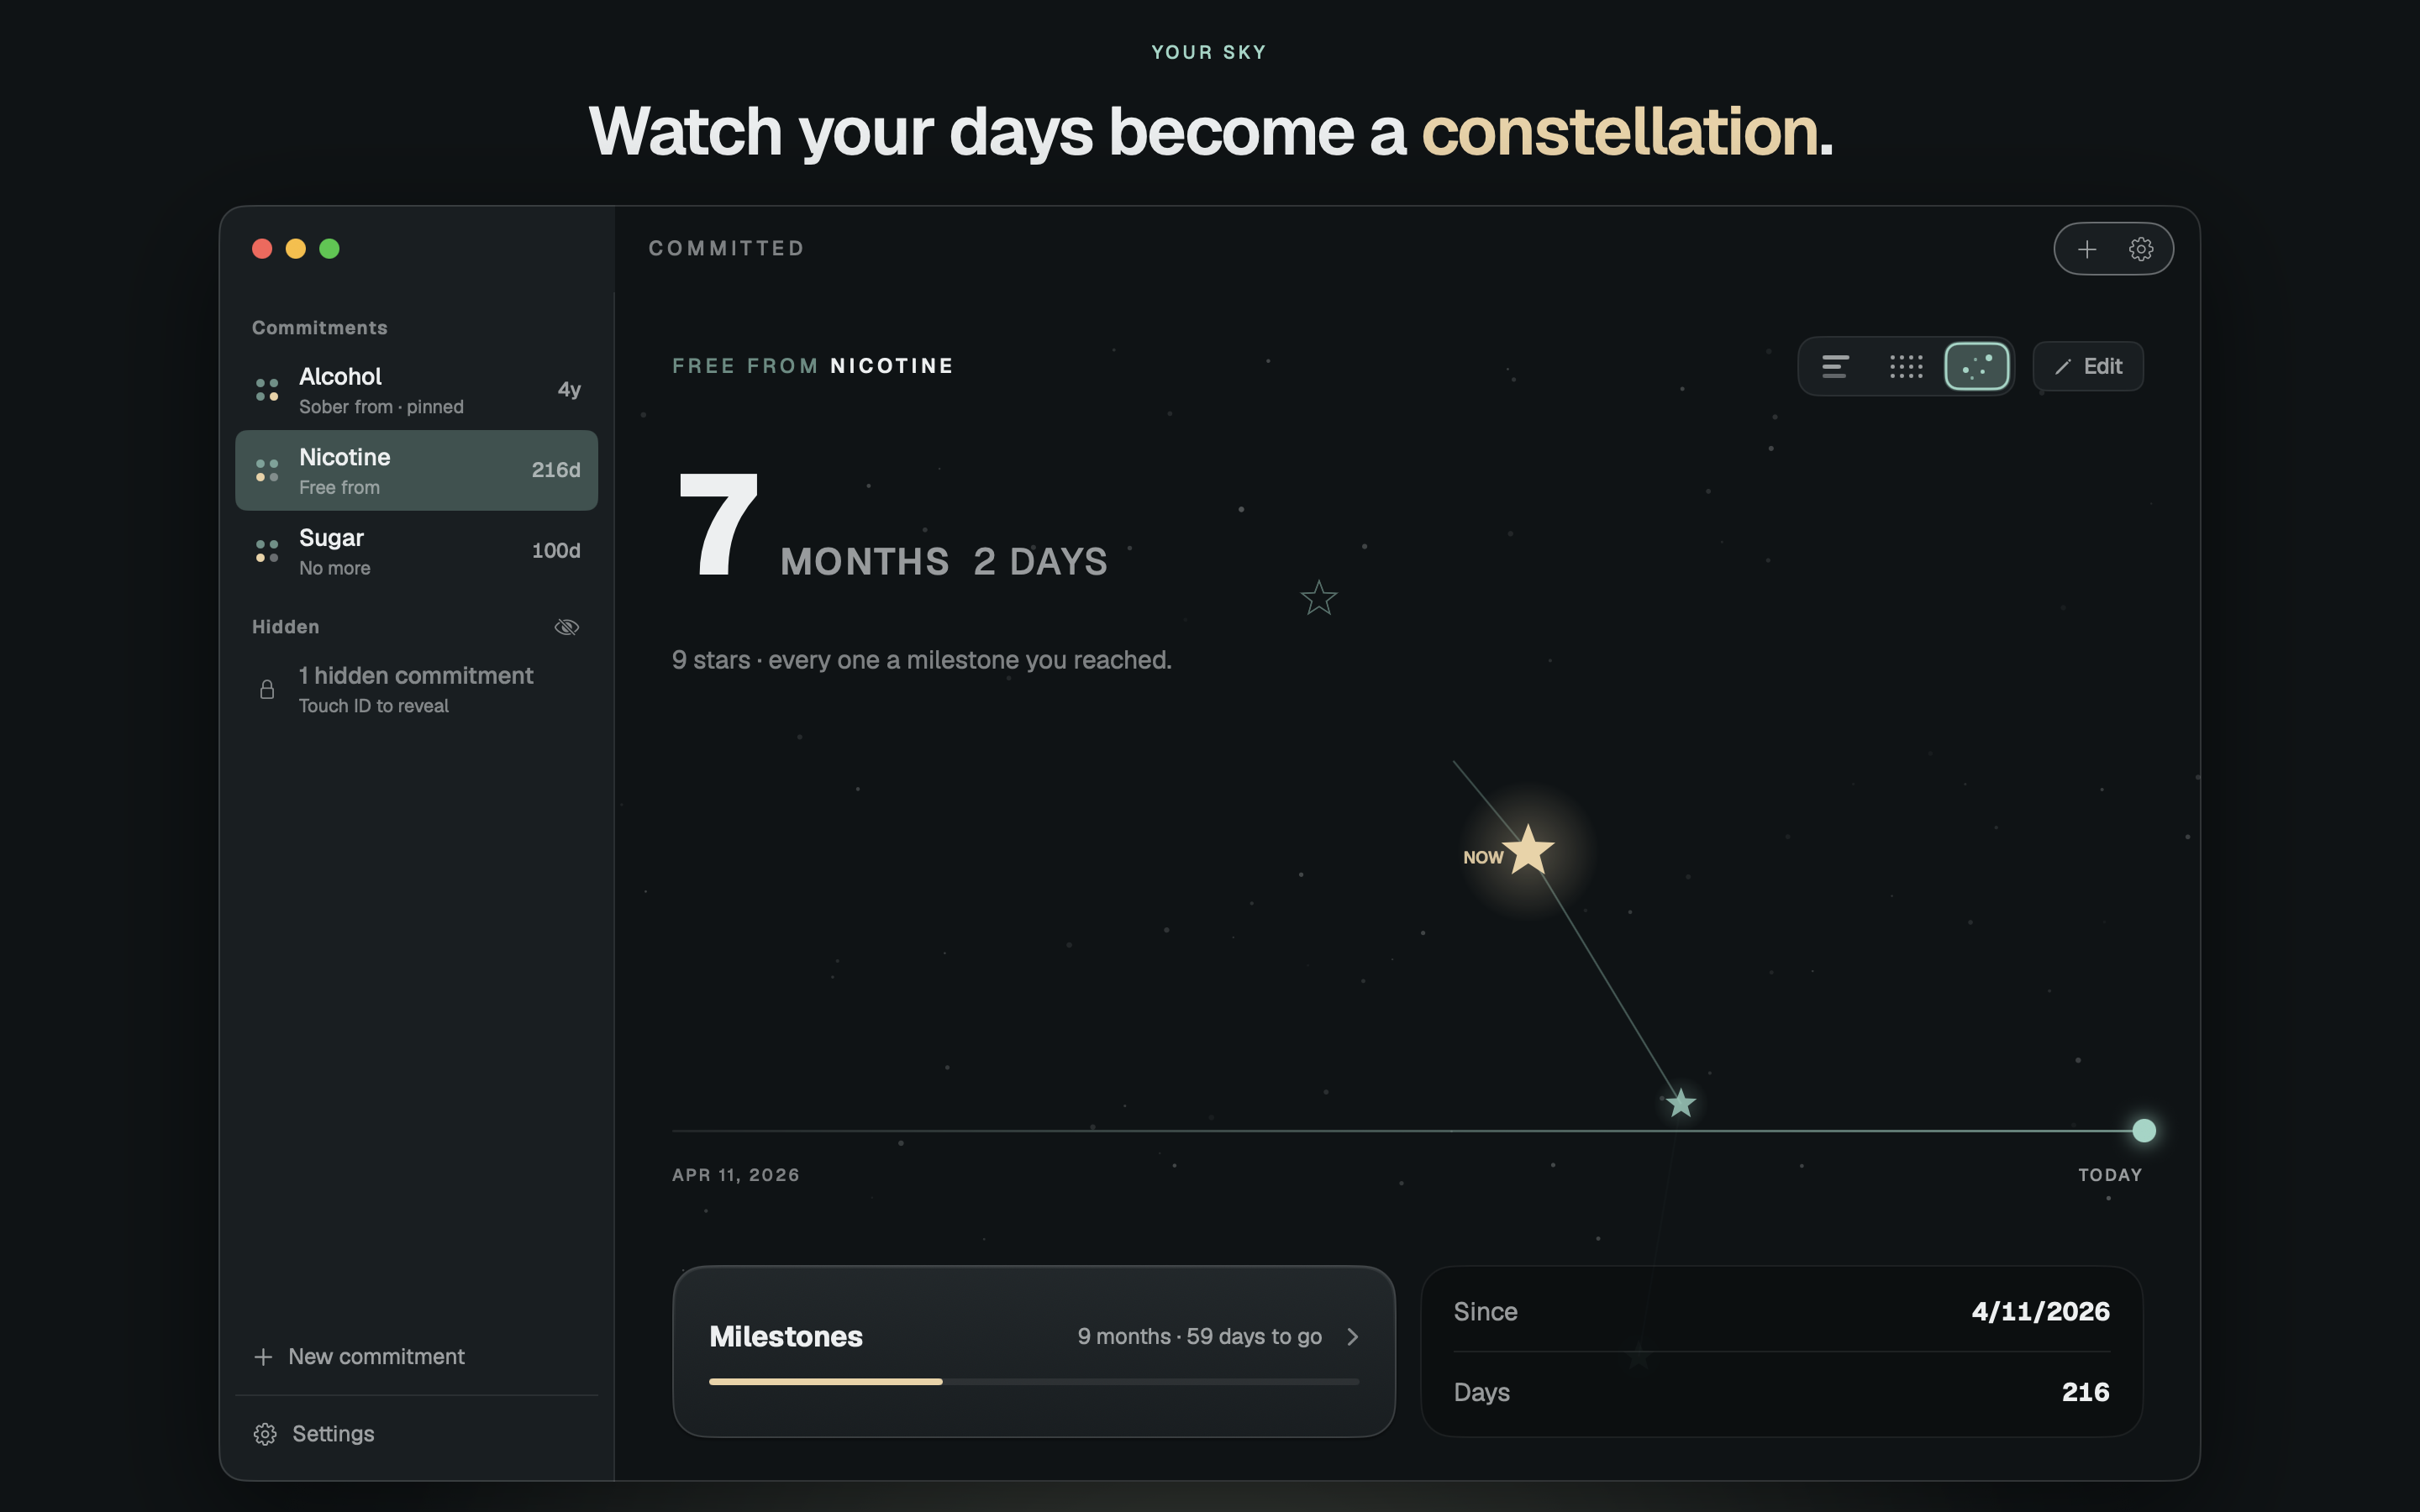 YOUR SKY
Watch your days become a constellation.
COMMITTED
Commitments
Alcohol
Sober from · pinned
4y
Nicotine
Free from
216d
Sugar
No more
100d
Hidden
1 hidden commitment
Touch ID to reveal
New commitment
Settings
FREE FROM NICOTINE
Edit
7 MONTHS 2 DAYS
9 stars · every one a milestone you reached.
NOW
APR 11, 2026
TODAY
Milestones
9 months · 59 days to go
Since
4/11/2026
Days
216